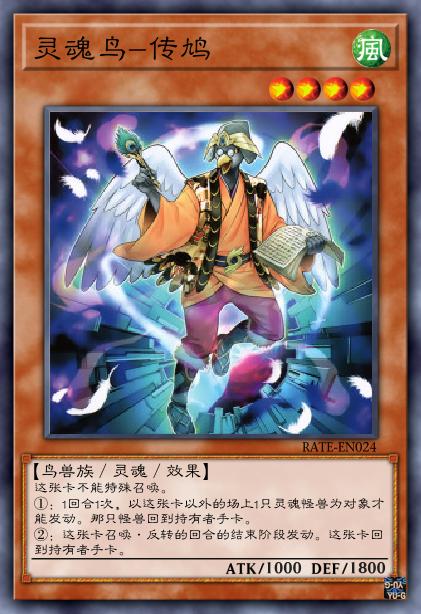 灵魂鸟-传鸠
風
RATE-EN024
【鸟兽族／灵魂／效果】
这张卡不能特殊召唤。
①：1回合1次，以这张卡以外的场上1只灵魂怪兽为对象才
能发动。那只怪兽回到持有者手卡。
②：这张卡召唤·反转的回合的结束阶段发动。这张卡回
到持有者手卡。
ATK/1000 DEF/1800